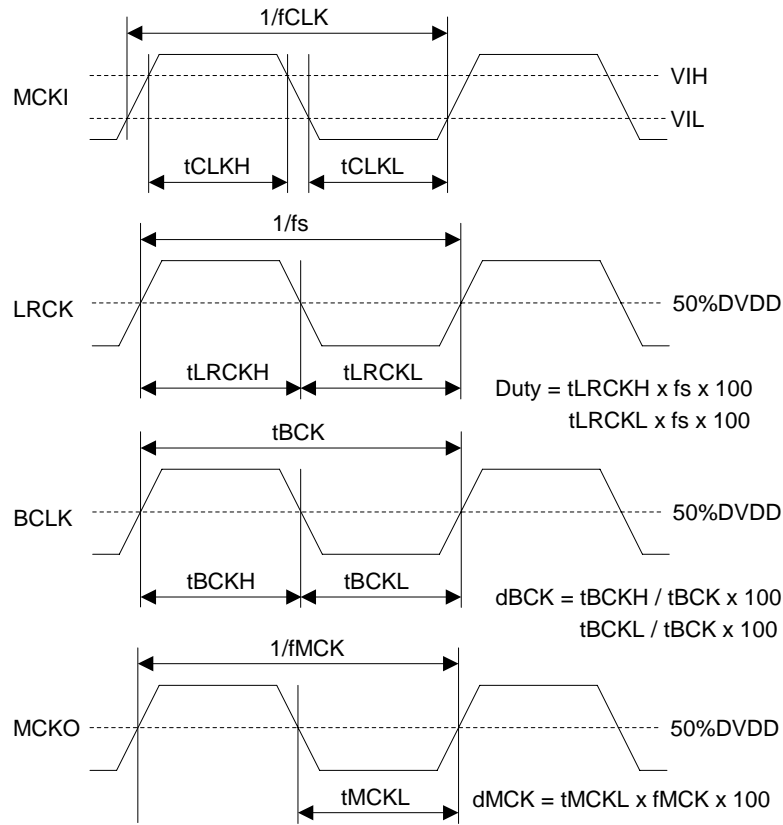 1/fCLK
VIH
MCKI
VIL
tCLKH tCLKL
1/fs
LRCK 50%DVDD
tLRCKH tLRCKL
Duty = tLRCKH x fs x 100
tLRCKL x fs x 100
tBCK
BCLK 50%DVDD
tBCKH tBCKL
dBCK = tBCKH / tBCK x 100
tBCKL / tBCK x 100
1/fMCK
MCKO 50%DVDD
tMCKL dMCK = tMCKL x fMCK x 100